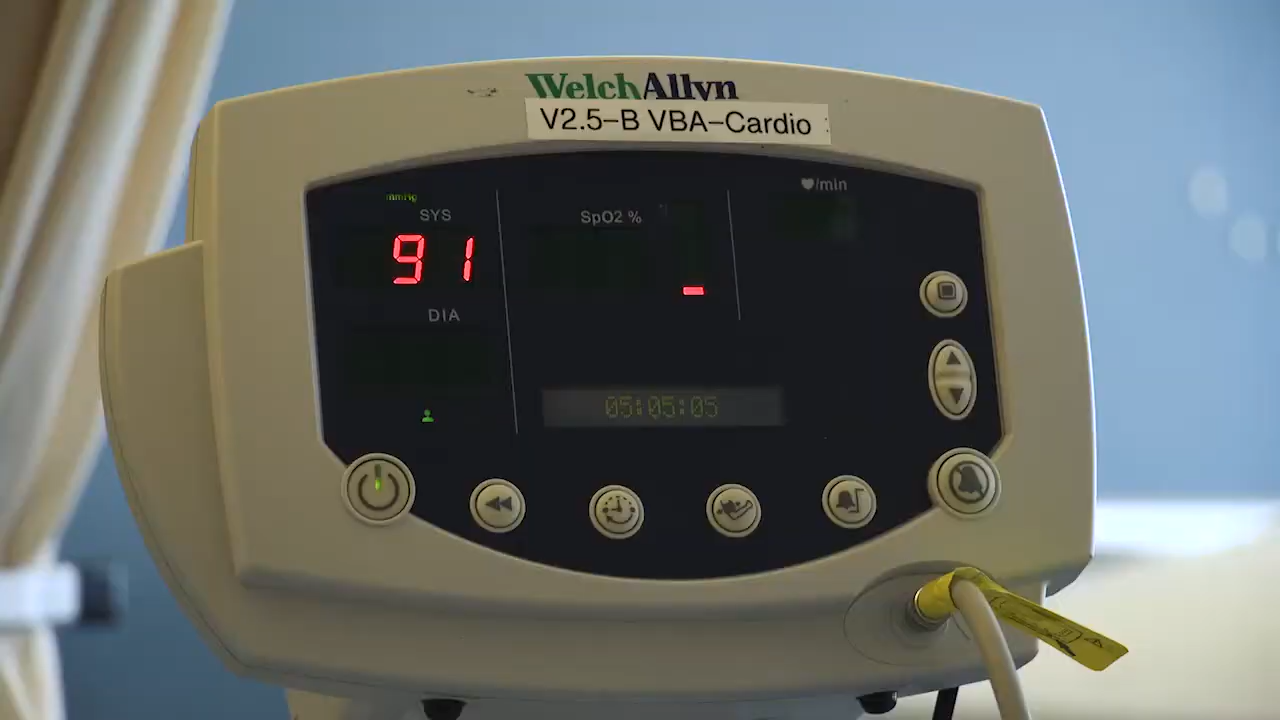 WelchAllyn
V2.5-B VBA-Cardio
mmHg
SYS
91
SpO2 %
♥/min
DIA
05:05:05